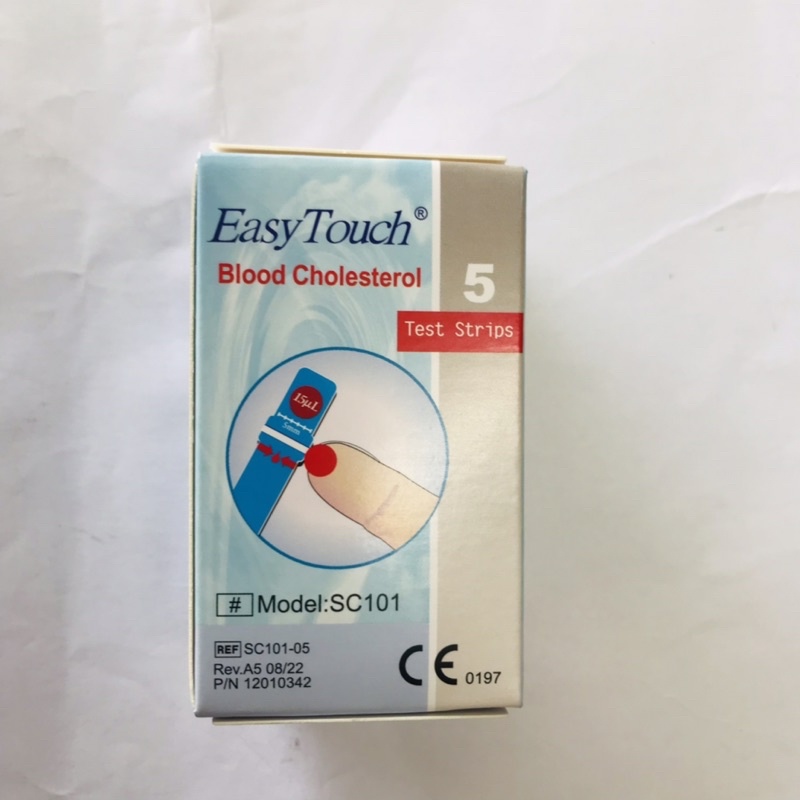 EasyTouch®
Blood Cholesterol
5
Test Strips
15µL
5mm
# Model:SC101
REF SC101-05
Rev.A5 08/22
P/N 12010342
CE 0197